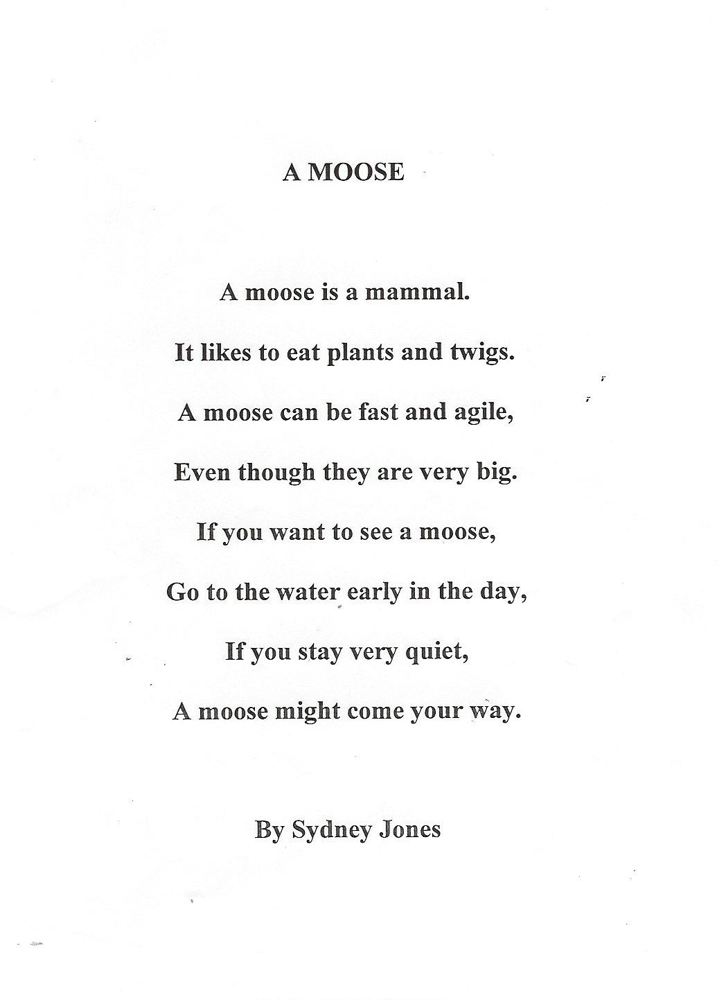 A MOOSE
A moose is a mammal.
It likes to eat plants and twigs.
A moose can be fast and agile,
Even though they are very big.
If you want to see a moose,
Go to the water early in the day,
If you stay very quiet,
A moose might come your way.
By Sydney Jones